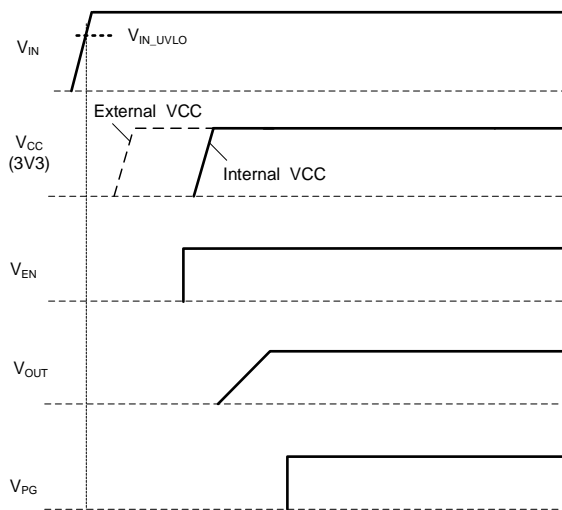 V_IN
V_IN_UVLO
External VCC
V_CC
(3V3)
Internal VCC
V_EN
V_OUT
V_PG